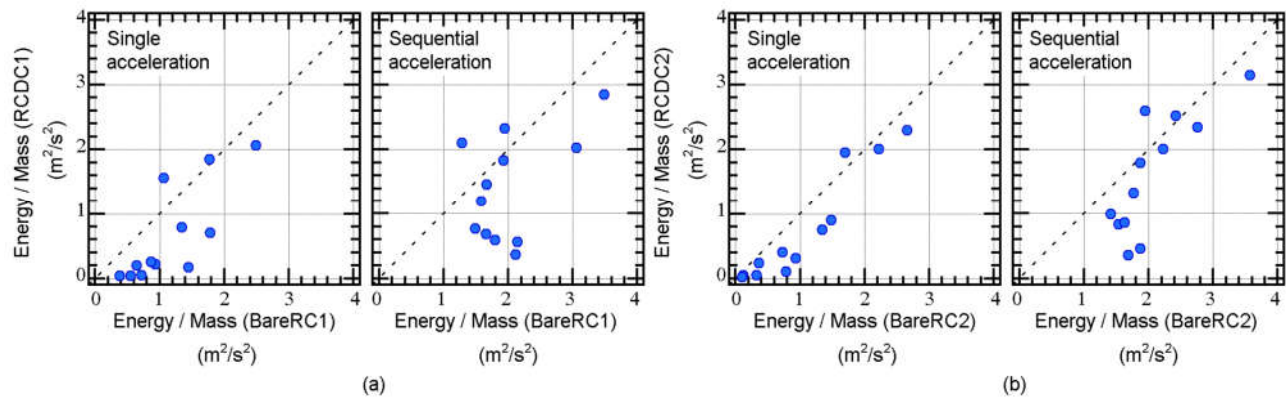 Energy / Mass (RCDC1)
(m²/s²)
4
3
2
1
0
Single
acceleration
0 1 2 3 4
Energy / Mass (BareRC1)
(m²/s²)
Sequential
acceleration
0 1 2 3 4
Energy / Mass (BareRC1)
(m²/s²)
(a)
Energy / Mass (RCDC2)
(m²/s²)
4
3
2
1
0
Single
acceleration
0 1 2 3 4
Energy / Mass (BareRC2)
(m²/s²)
Sequential
acceleration
0 1 2 3 4
Energy / Mass (BareRC2)
(m²/s²)
(b)